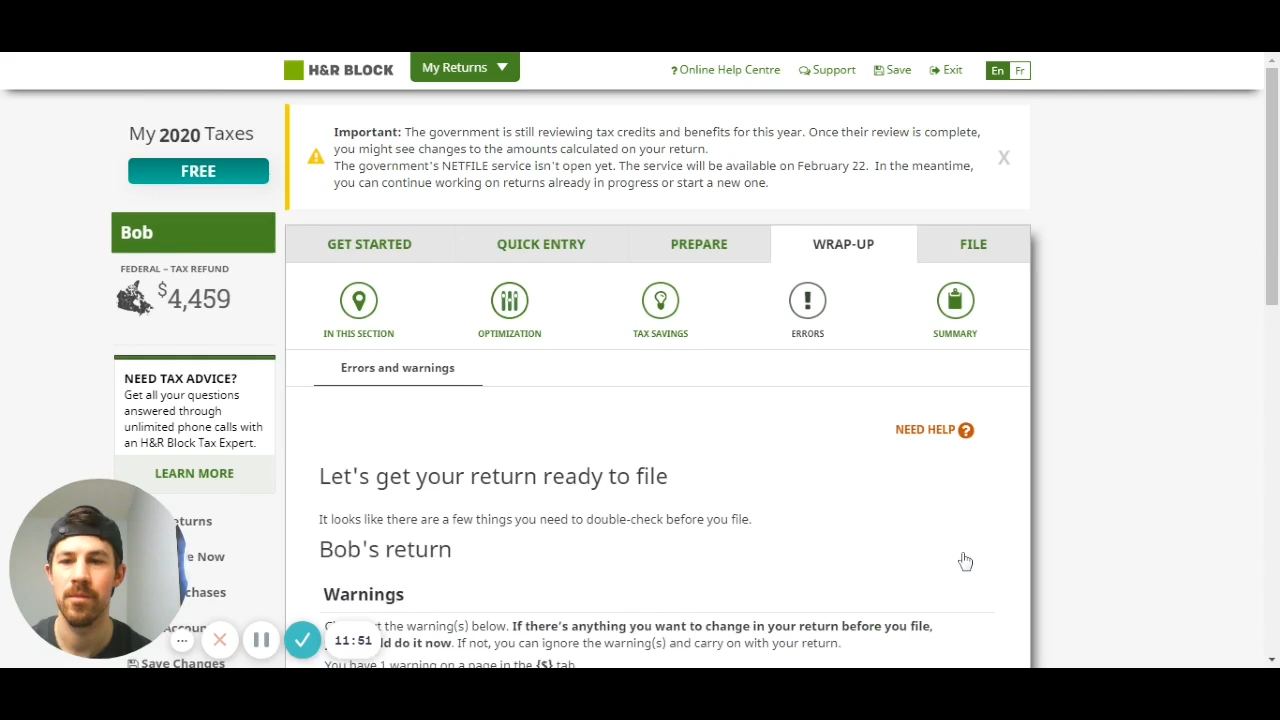 H&R BLOCK
My Returns
? Online Help Centre
Support
Save
Exit
En
Fr
My 2020 Taxes
FREE
Bob
FEDERAL – TAX REFUND
$4,459
NEED TAX ADVICE?
Get all your questions
answered through
unlimited phone calls with
an H&R Block Tax Expert.
LEARN MORE
Save Changes
Important: The government is still reviewing tax credits and benefits for this year. Once their review is complete,
you might see changes to the amounts calculated on your return.
The government's NETFILE service isn't open yet. The service will be available on February 22. In the meantime,
you can continue working on returns already in progress or start a new one.
X
GET STARTED
QUICK ENTRY
PREPARE
WRAP-UP
FILE
IN THIS SECTION
OPTIMIZATION
TAX SAVINGS
ERRORS
SUMMARY
Errors and warnings
NEED HELP ?
Let's get your return ready to file
It looks like there are a few things you need to double-check before you file.
Bob's return
Warnings
the warning(s) below. If there's anything you want to change in your return before you file,
do it now. If not, you can ignore the warning(s) and carry on with your return.
You have 1 warning on a page in the {$} tab
11:51